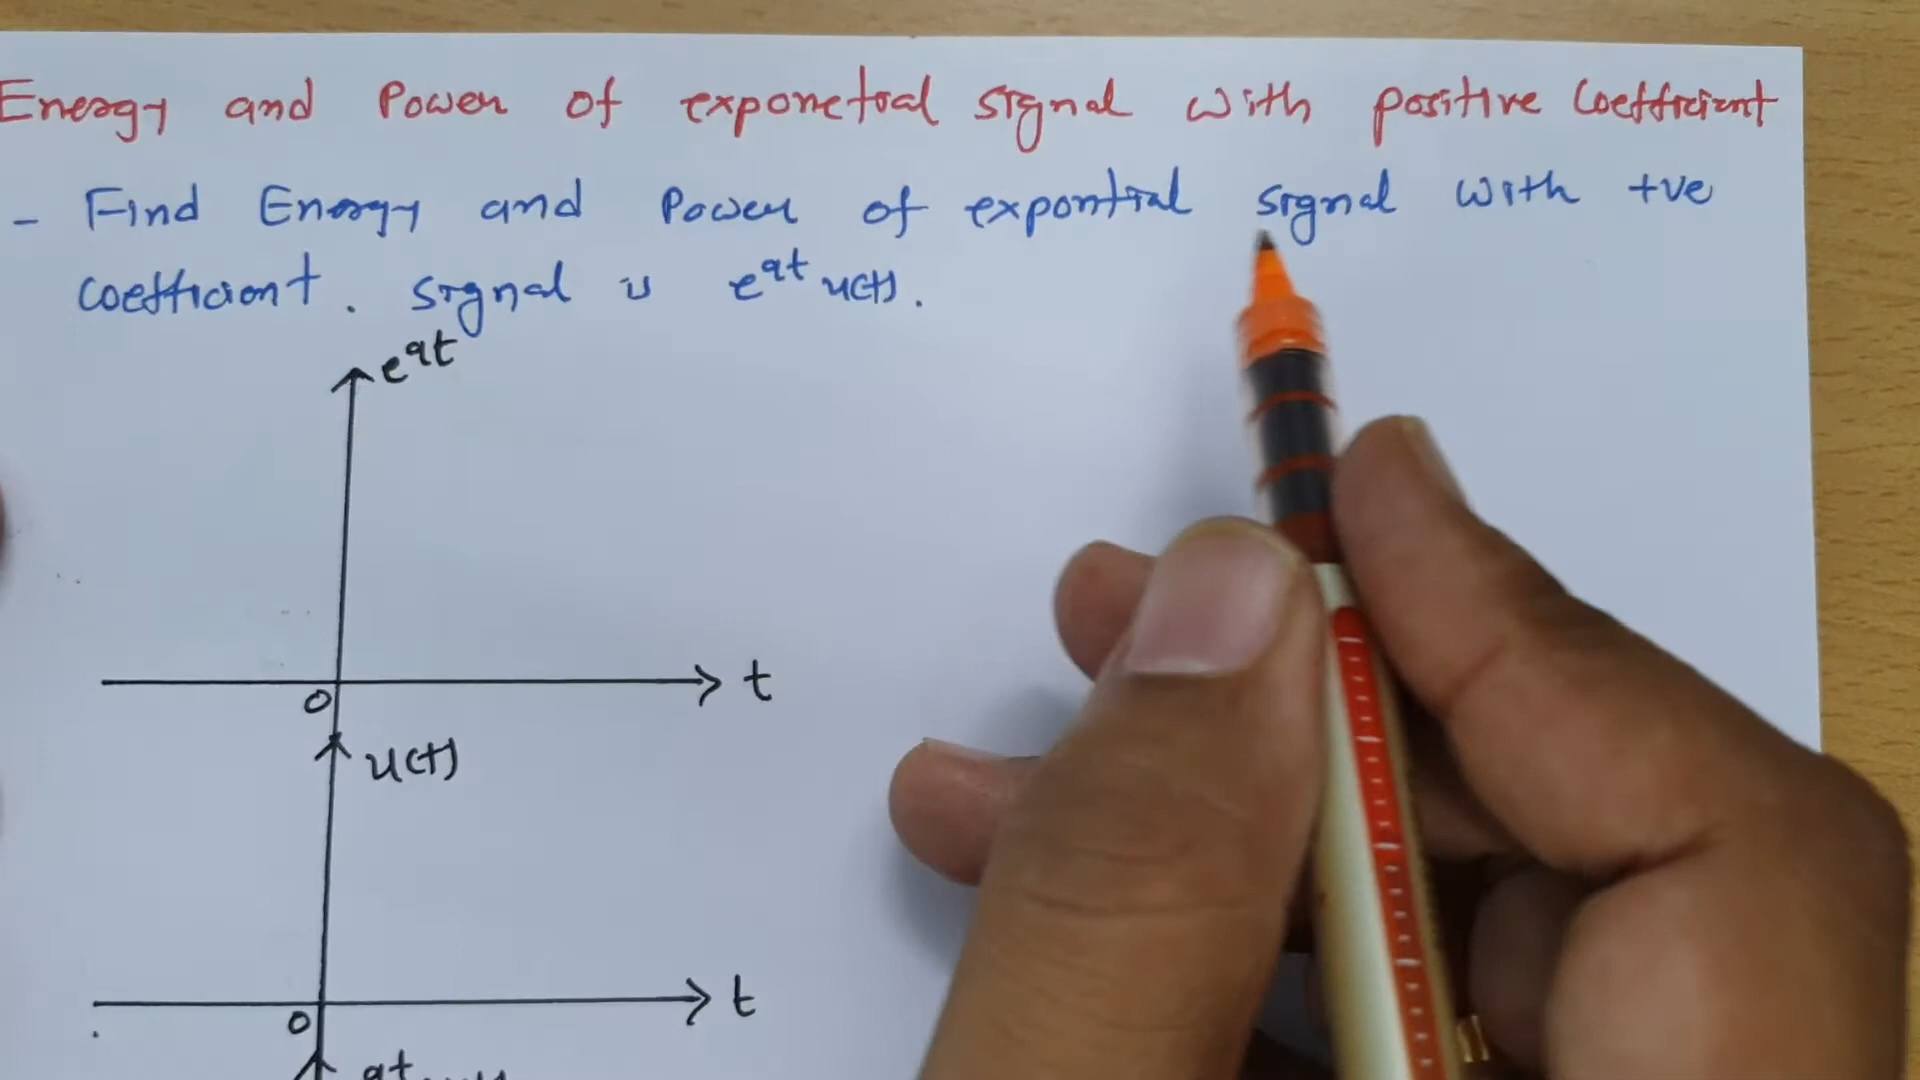 Energy and Power of exponetial signal with positive Coefficient
- Find Energy and Power of expontial signal with +ve
Coefficient. signal is e^at u(t).
e^at
0
t
u(t)
0
t
at